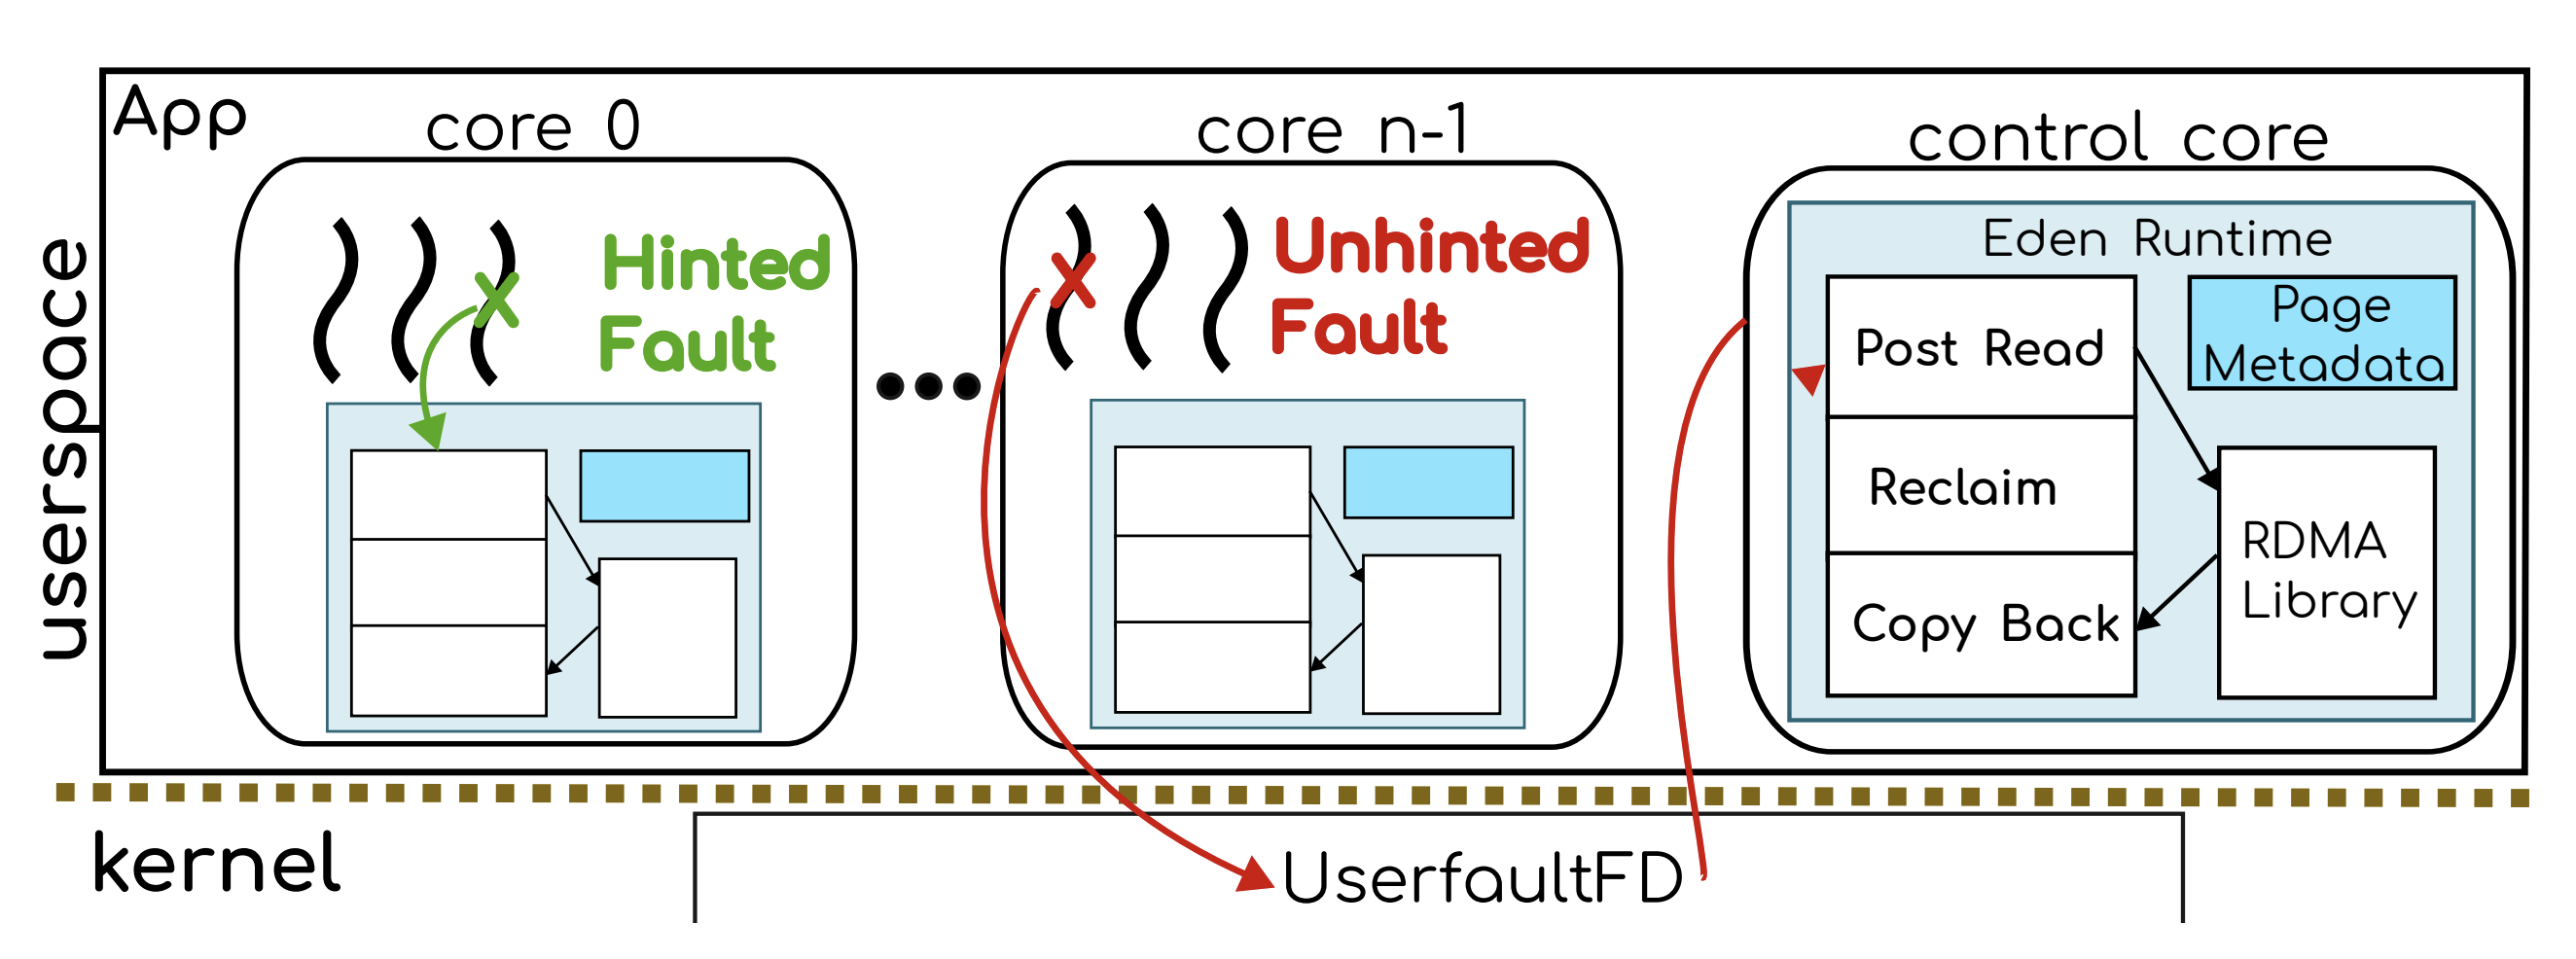 App
core 0
core n-1
control core
Hinted
Fault
Unhinted
Fault
Eden Runtime
Post Read
Page
Metadata
Reclaim
Copy Back
RDMA
Library
userspace
kernel
UserfaultFD